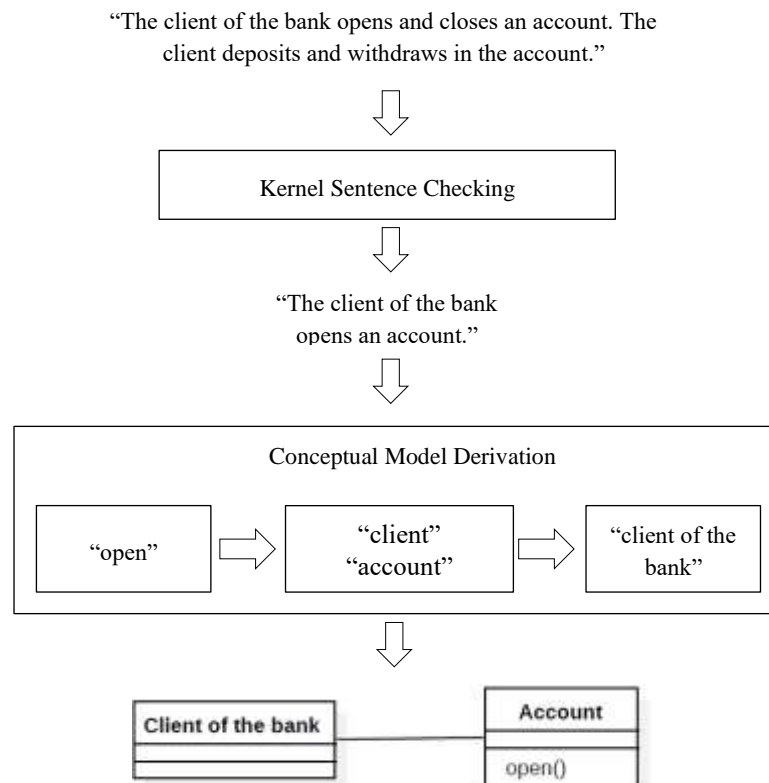 “The client of the bank opens and closes an account. The
client deposits and withdraws in the account.”
Kernel Sentence Checking
“The client of the bank
opens an account.”
Conceptual Model Derivation
“open”
“client”
“account”
“client of the
bank”
Client of the bank
Account
open()